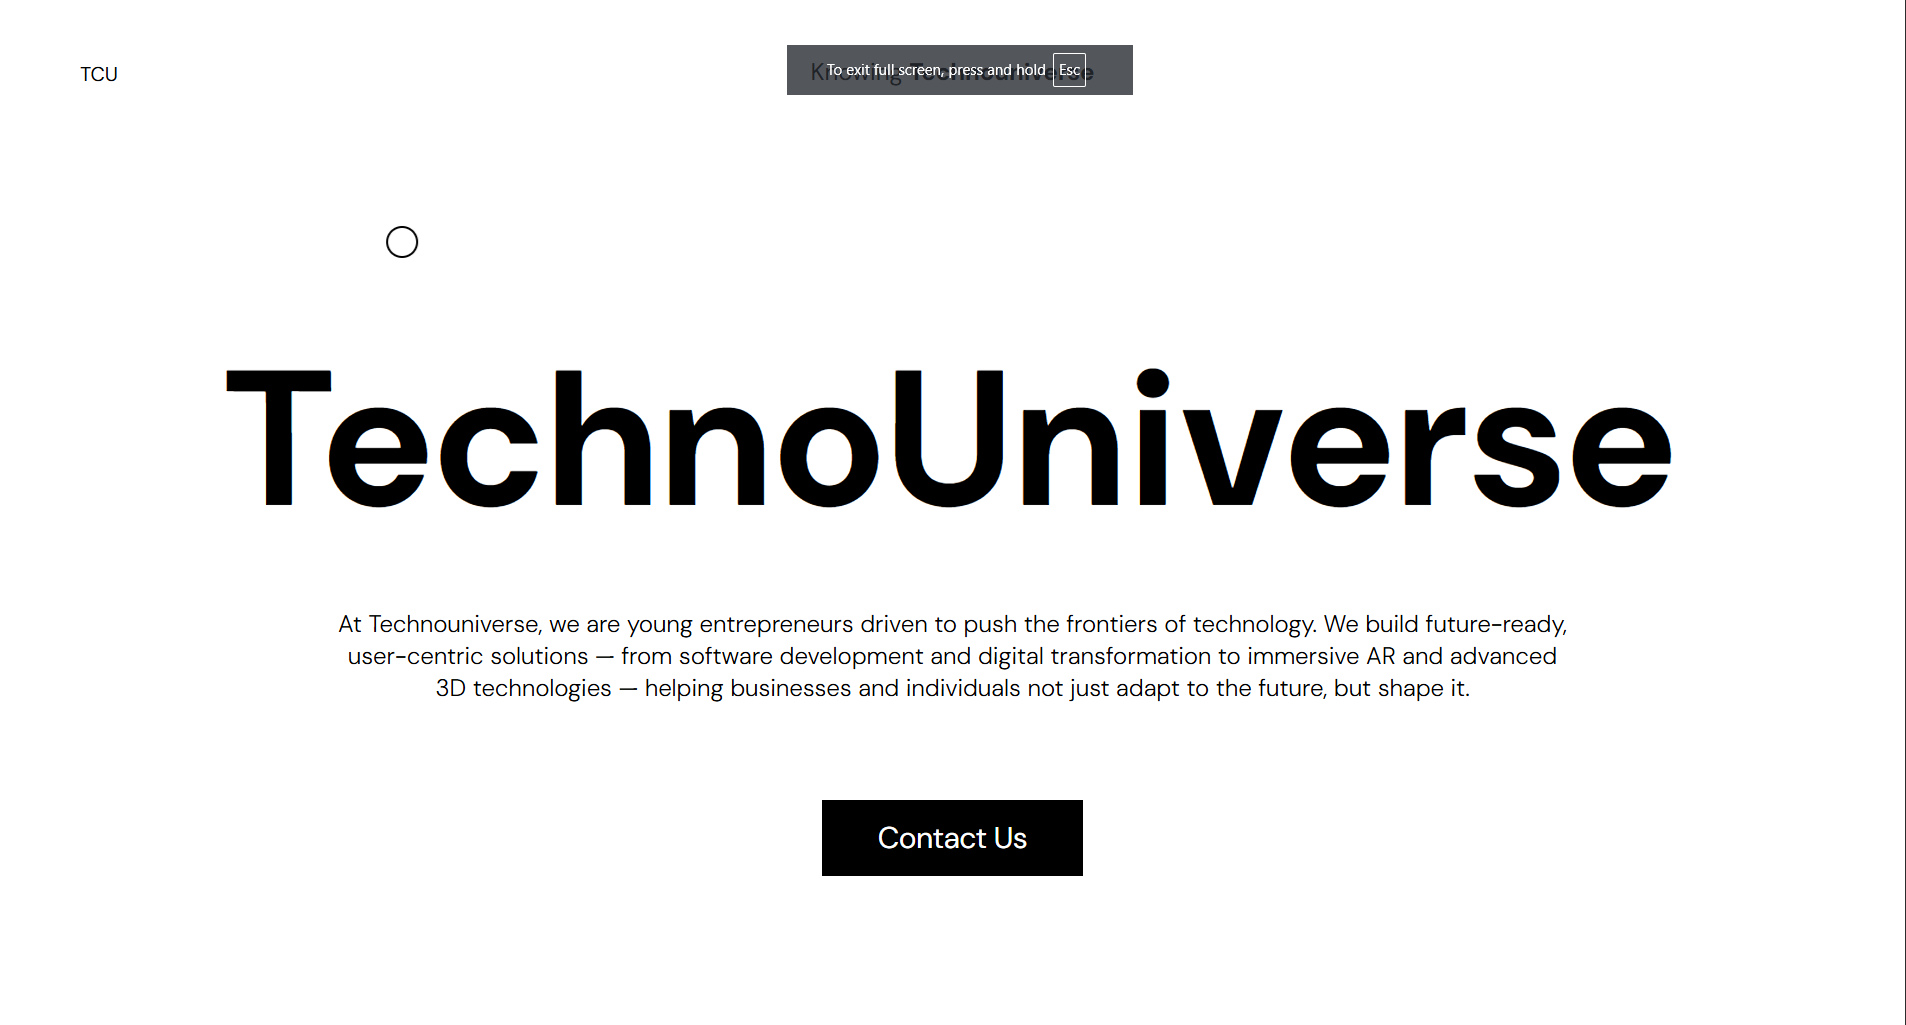 TCU
Knowing Technouniverse
To exit full screen, press and hold Esc
TechnoUniverse
At Technouniverse, we are young entrepreneurs driven to push the frontiers of technology. We build future-ready,
user-centric solutions — from software development and digital transformation to immersive AR and advanced
3D technologies — helping businesses and individuals not just adapt to the future, but shape it.
Contact Us